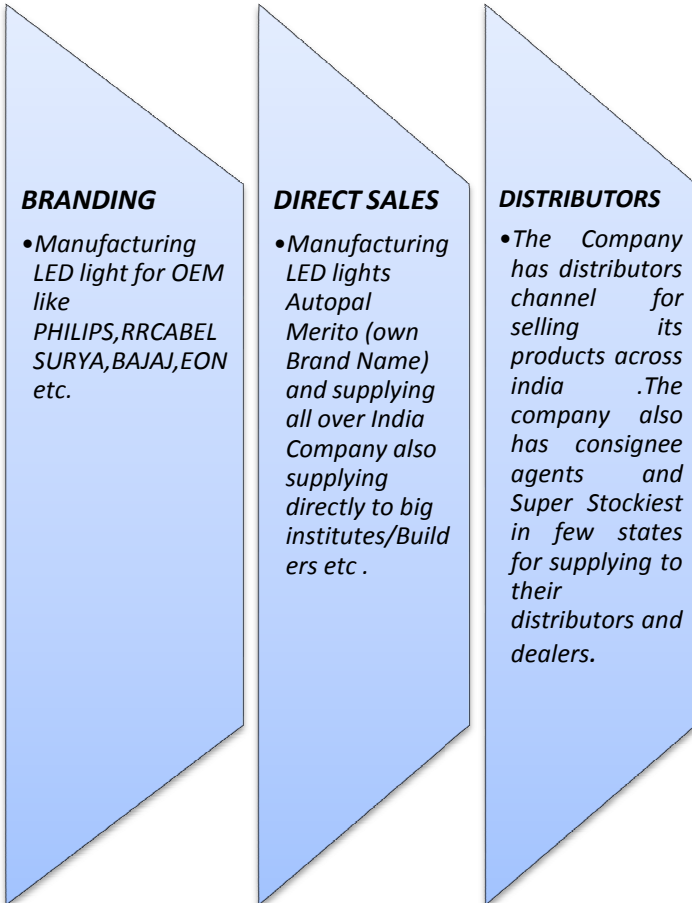 BRANDING
•Manufacturing
LED light for OEM
like
PHILIPS,RRCABEL
SURYA,BAJAJ,EON
etc.
DIRECT SALES
•Manufacturing
LED lights
Autopal
Merito (own
Brand Name)
and supplying
all over India
Company also
supplying
directly to big
institutes/Build
ers etc .
DISTRIBUTORS
•The Company
has distributors
channel for
selling its
products across
india .The
company also
has consignee
agents and
Super Stockiest
in few states
for supplying to
their
distributors and
dealers.